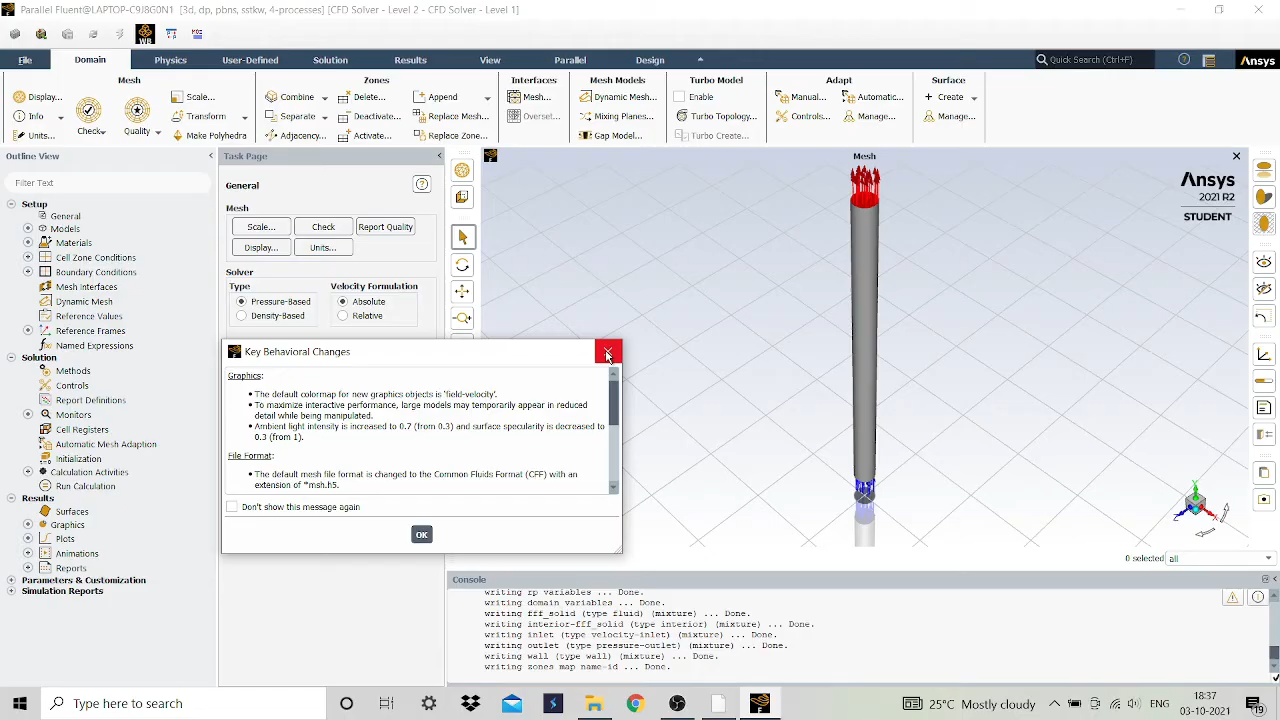 Parallel Fluent@LAPTOP-C9J8G0N1 [3d, dp, pbns, sstkw, 4-processes] [CFD Solver - Level 2 - CFD Solver - Level 1]
WB
File Domain Physics User-Defined Solution Results View Parallel Design Quick Search (Ctrl+F) Ansys
Mesh Zones Interfaces Mesh Models Turbo Model Adapt Surface
Display... Scale... Combine Delete... Append Mesh... Dynamic Mesh... Enable Manual... Automatic... Create
Info Check Quality Transform Separate Deactivate... Replace Mesh... Overset... Mixing Planes... Turbo Topology... Controls... Manage... Manage...
Units... Make Polyhedra Adjacency... Activate... Replace Zone... Gap Model... Turbo Create...
Outline View
Filter Text
Setup
General
Models
Materials
Cell Zone Conditions
Boundary Conditions
Mesh Interfaces
Dynamic Mesh
Reference Values
Reference Frames
Named Expressions
Solution
Methods
Controls
Report Definitions
Monitors
Cell Registers
Automatic Mesh Adaption
Initialization
Calculation Activities
Run Calculation
Results
Surfaces
Graphics
Plots
Animations
Reports
Parameters & Customization
Simulation Reports
Task Page
General
Mesh
Scale... Check Report Quality
Display... Units...
Solver
Type Velocity Formulation
Pressure-Based Absolute
Density-Based Relative
Key Behavioral Changes
Graphics:
• The default colormap for new graphics objects is 'field-velocity'.
• To maximize interactive performance, large models may temporarily appear in reduced
detail while being manipulated.
• Ambient light intensity is increased to 0.7 (from 0.3) and surface specularity is decreased to
0.3 (from 1).
File Format:
• The default mesh file format is changed to the Common Fluids Format (CFF) with an
extension of *msh.h5.
Don't show this message again
OK
Mesh
Ansys
2021 R2
STUDENT
0 selected all
Console
writing rp variables ... Done.
writing domain variables ... Done.
writing fff_solid (type fluid) (mixture) ... Done.
writing interior-fff_solid (type interior) (mixture) ... Done.
writing inlet (type velocity-inlet) (mixture) ... Done.
writing outlet (type pressure-outlet) (mixture) ... Done.
writing wall (type wall) (mixture) ... Done.
writing zones map name-id ... Done.
Type here to search
25°C Mostly cloudy
ENG
18:37
03-10-2021
19